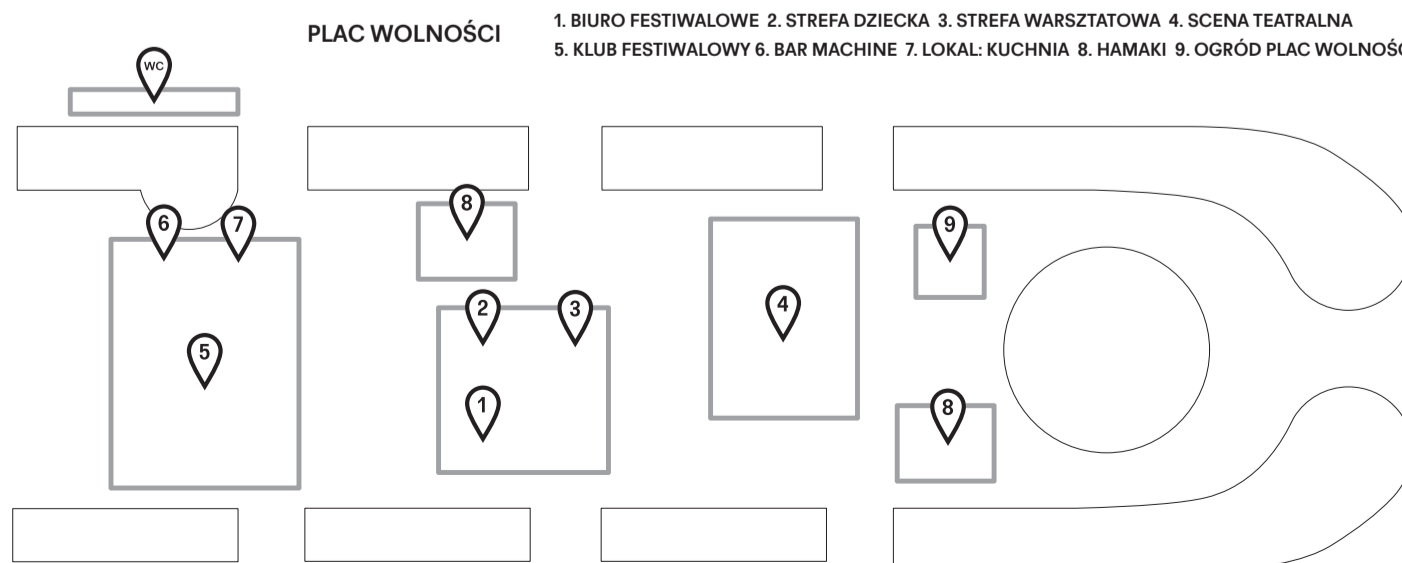 PLAC WOLNOŚCI
1. BIURO FESTIWALOWE 2. STREFA DZIECKA 3. STREFA WARSZTATOWA 4. SCENA TEATRALNA
5. KLUB FESTIWALOWY 6. BAR MACHINE 7. LOKAL: KUCHNIA 8. HAMAKI 9. OGRÓD PLAC WOLNOŚC
WC
6
7
8
9
2
3
4
5
1
8